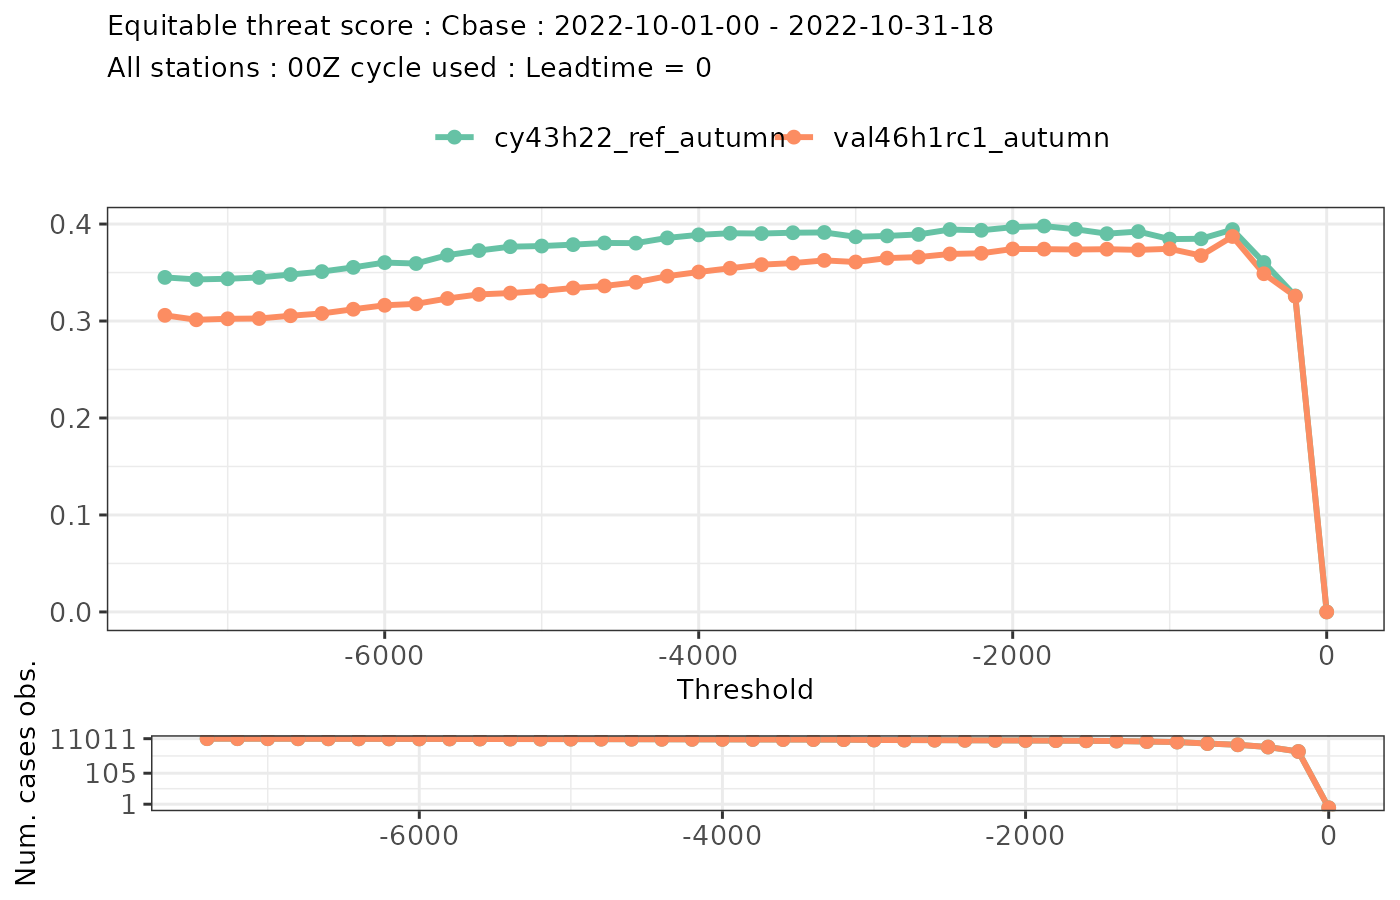 Equitable threat score : Cbase : 2022-10-01-00 - 2022-10-31-18
All stations : 00Z cycle used : Leadtime = 0
cy43h22_ref_autumn val46h1rc1_autumn
0.4
0.3
0.2
0.1
0.0
-6000 -4000 -2000 0
Threshold
Num. cases obs.
11011
105
1
-6000 -4000 -2000 0